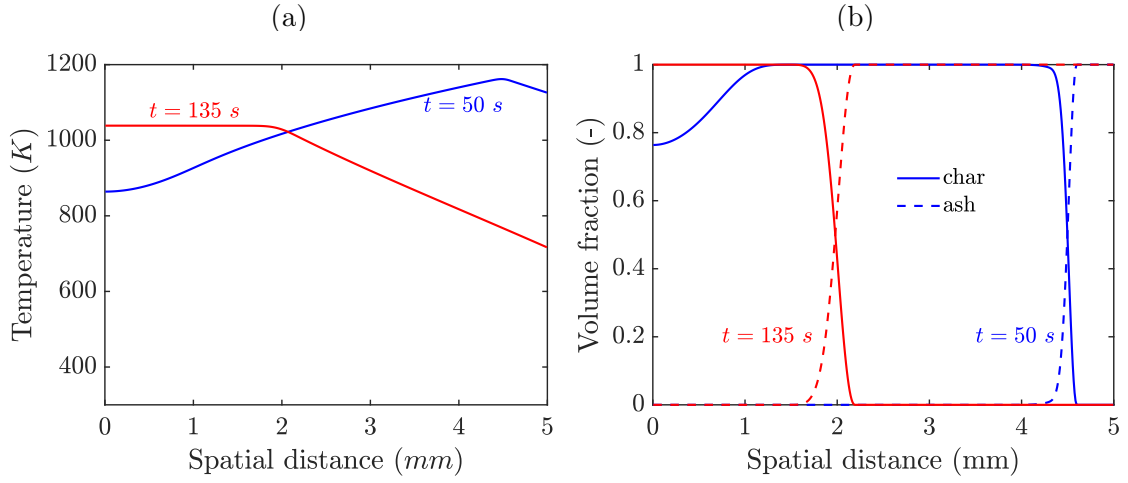 (a)
1200
1000
800
600
400
0 1 2 3 4 5
Temperature (K)
Spatial distance (mm)
t = 135 s
t = 50 s
(b)
1
0.8
0.6
0.4
0.2
0
0 1 2 3 4 5
Volume fraction (-)
Spatial distance (mm)
char
ash
t = 135 s
t = 50 s